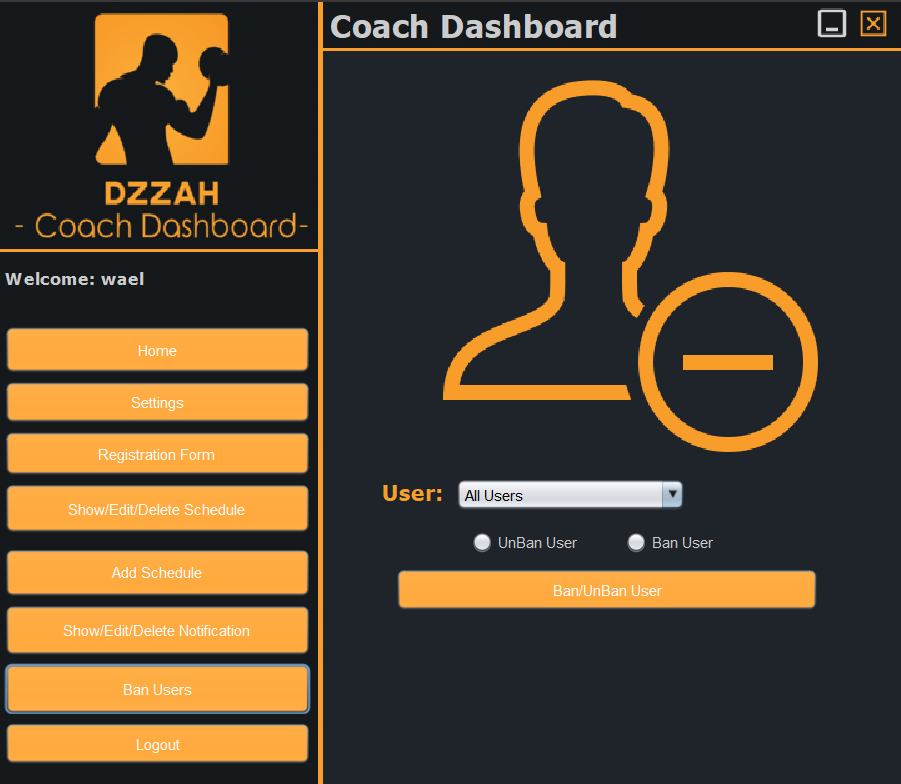 DZZAH
- Coach Dashboard-
Welcome: wael
Home
Settings
Registration Form
Show/Edit/Delete Schedule
Add Schedule
Show/Edit/Delete Notification
Ban Users
Logout
Coach Dashboard
User: All Users
UnBan User Ban User
Ban/UnBan User